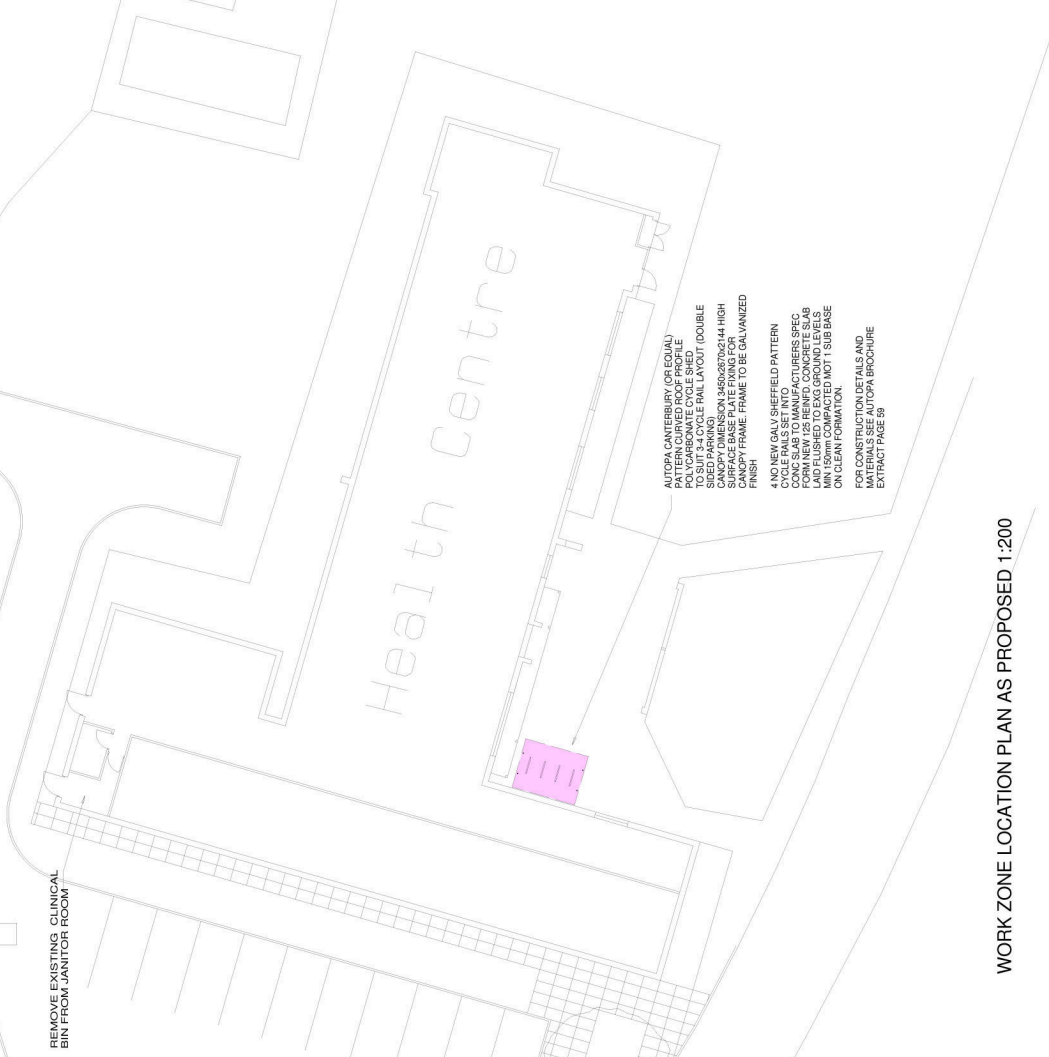 Health Centre
AUTOPA CANTERBURY (OR EQUAL)
PATTERN CURVED ROOF PROFILE
POLYCARBONATE CYCLE SHED
TO SUIT 3-4 CYCLE RAIL LAYOUT (DOUBLE
SIDED PARKING)
CANOPY DIMENSION 3450x2670x2144 HIGH
SURFACE BASE PLATE FIXING FOR
CANOPY FRAME. FRAME TO BE GALVANIZED
FINISH
4 NO NEW GALV SHEFFIELD PATTERN
CYCLE RAILS SET INTO
CONC SLAB TO MANUFACTURERS SPEC
FORM NEW 125 REINFD. CONCRETE SLAB
LAID FLUSHED TO EXG GROUND LEVELS
MIN 150mm COMPACTED MOT 1 SUB BASE
ON CLEAN FORMATION.
FOR CONSTRUCTION DETAILS AND
MATERIALS SEE AUTOPA BROCHURE
EXTRACT PAGE 59
REMOVE EXISTING CLINICAL
BIN FROM JANITOR ROOM
WORK ZONE LOCATION PLAN AS PROPOSED 1:200